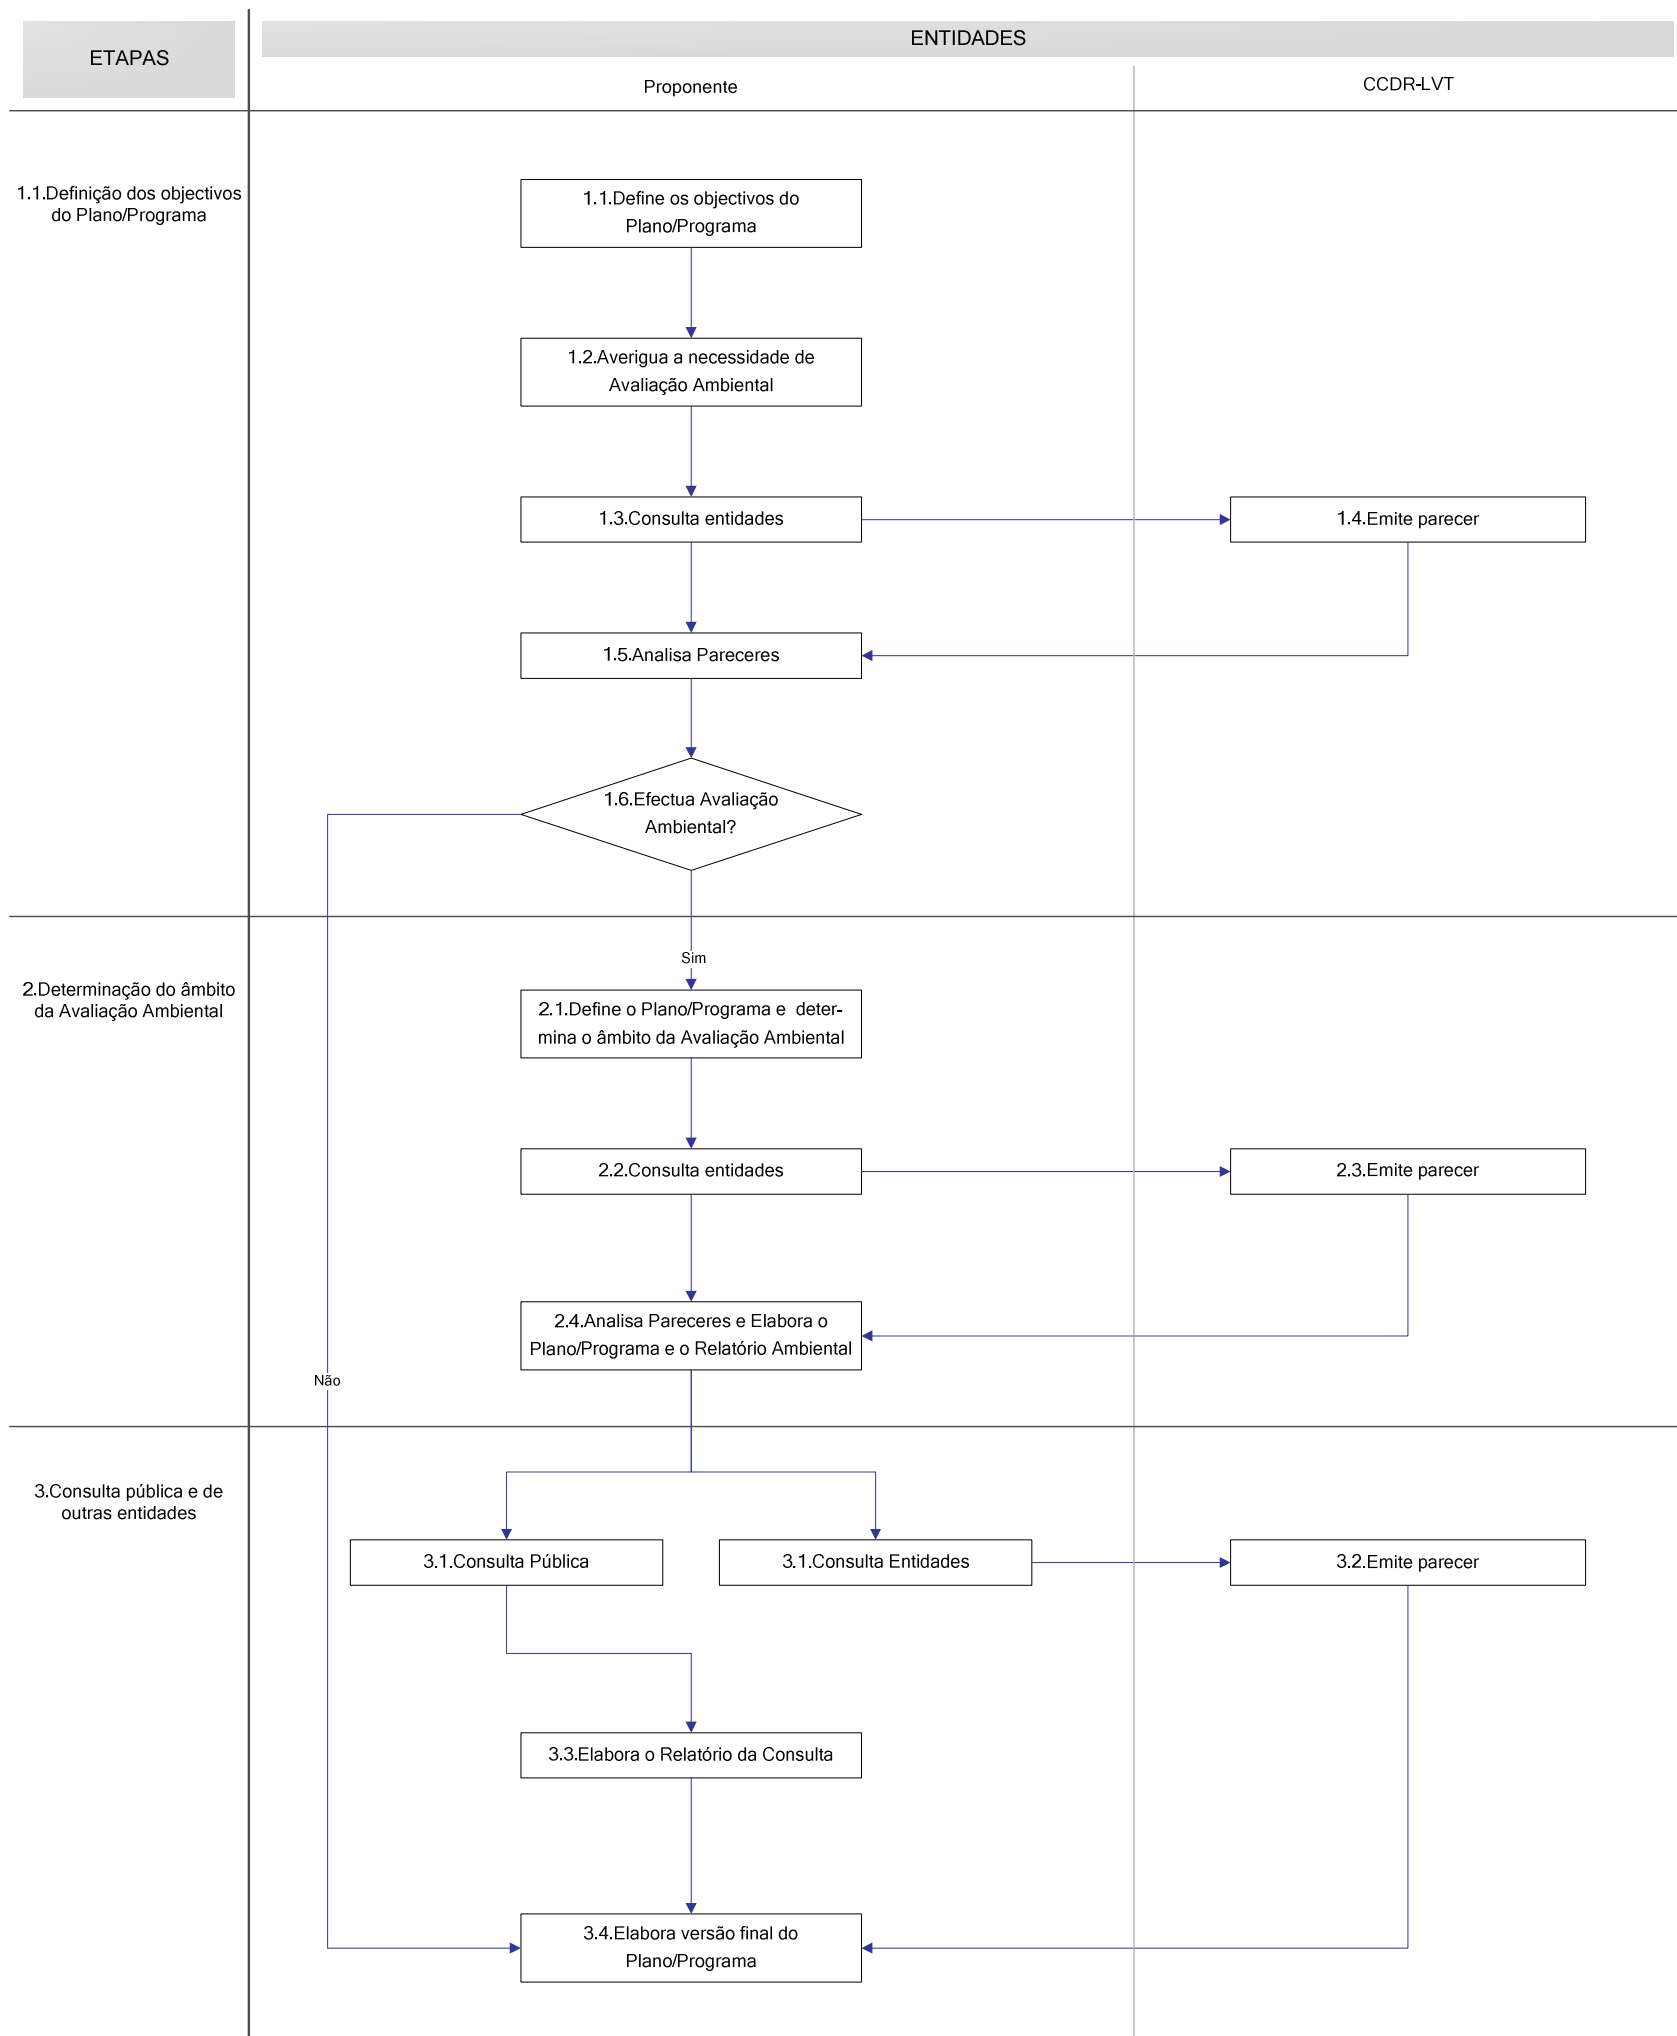 ETAPAS
ENTIDADES
Proponente
CCDR-LVT
1.1.Definição dos objectivos
do Plano/Programa
1.1.Define os objectivos do
Plano/Programa
1.2.Averigua a necessidade de
Avaliação Ambiental
1.3.Consulta entidades
1.4.Emite parecer
1.5.Analisa Pareceres
1.6.Efectua Avaliação
Ambiental?
Sim
2.Determinação do âmbito
da Avaliação Ambiental
2.1.Define o Plano/Programa e deter-
mina o âmbito da Avaliação Ambiental
2.2.Consulta entidades
2.3.Emite parecer
2.4.Analisa Pareceres e Elabora o
Plano/Programa e o Relatório Ambiental
Não
3.Consulta pública e de
outras entidades
3.1.Consulta Pública
3.1.Consulta Entidades
3.2.Emite parecer
3.3.Elabora o Relatório da Consulta
3.4.Elabora versão final do
Plano/Programa